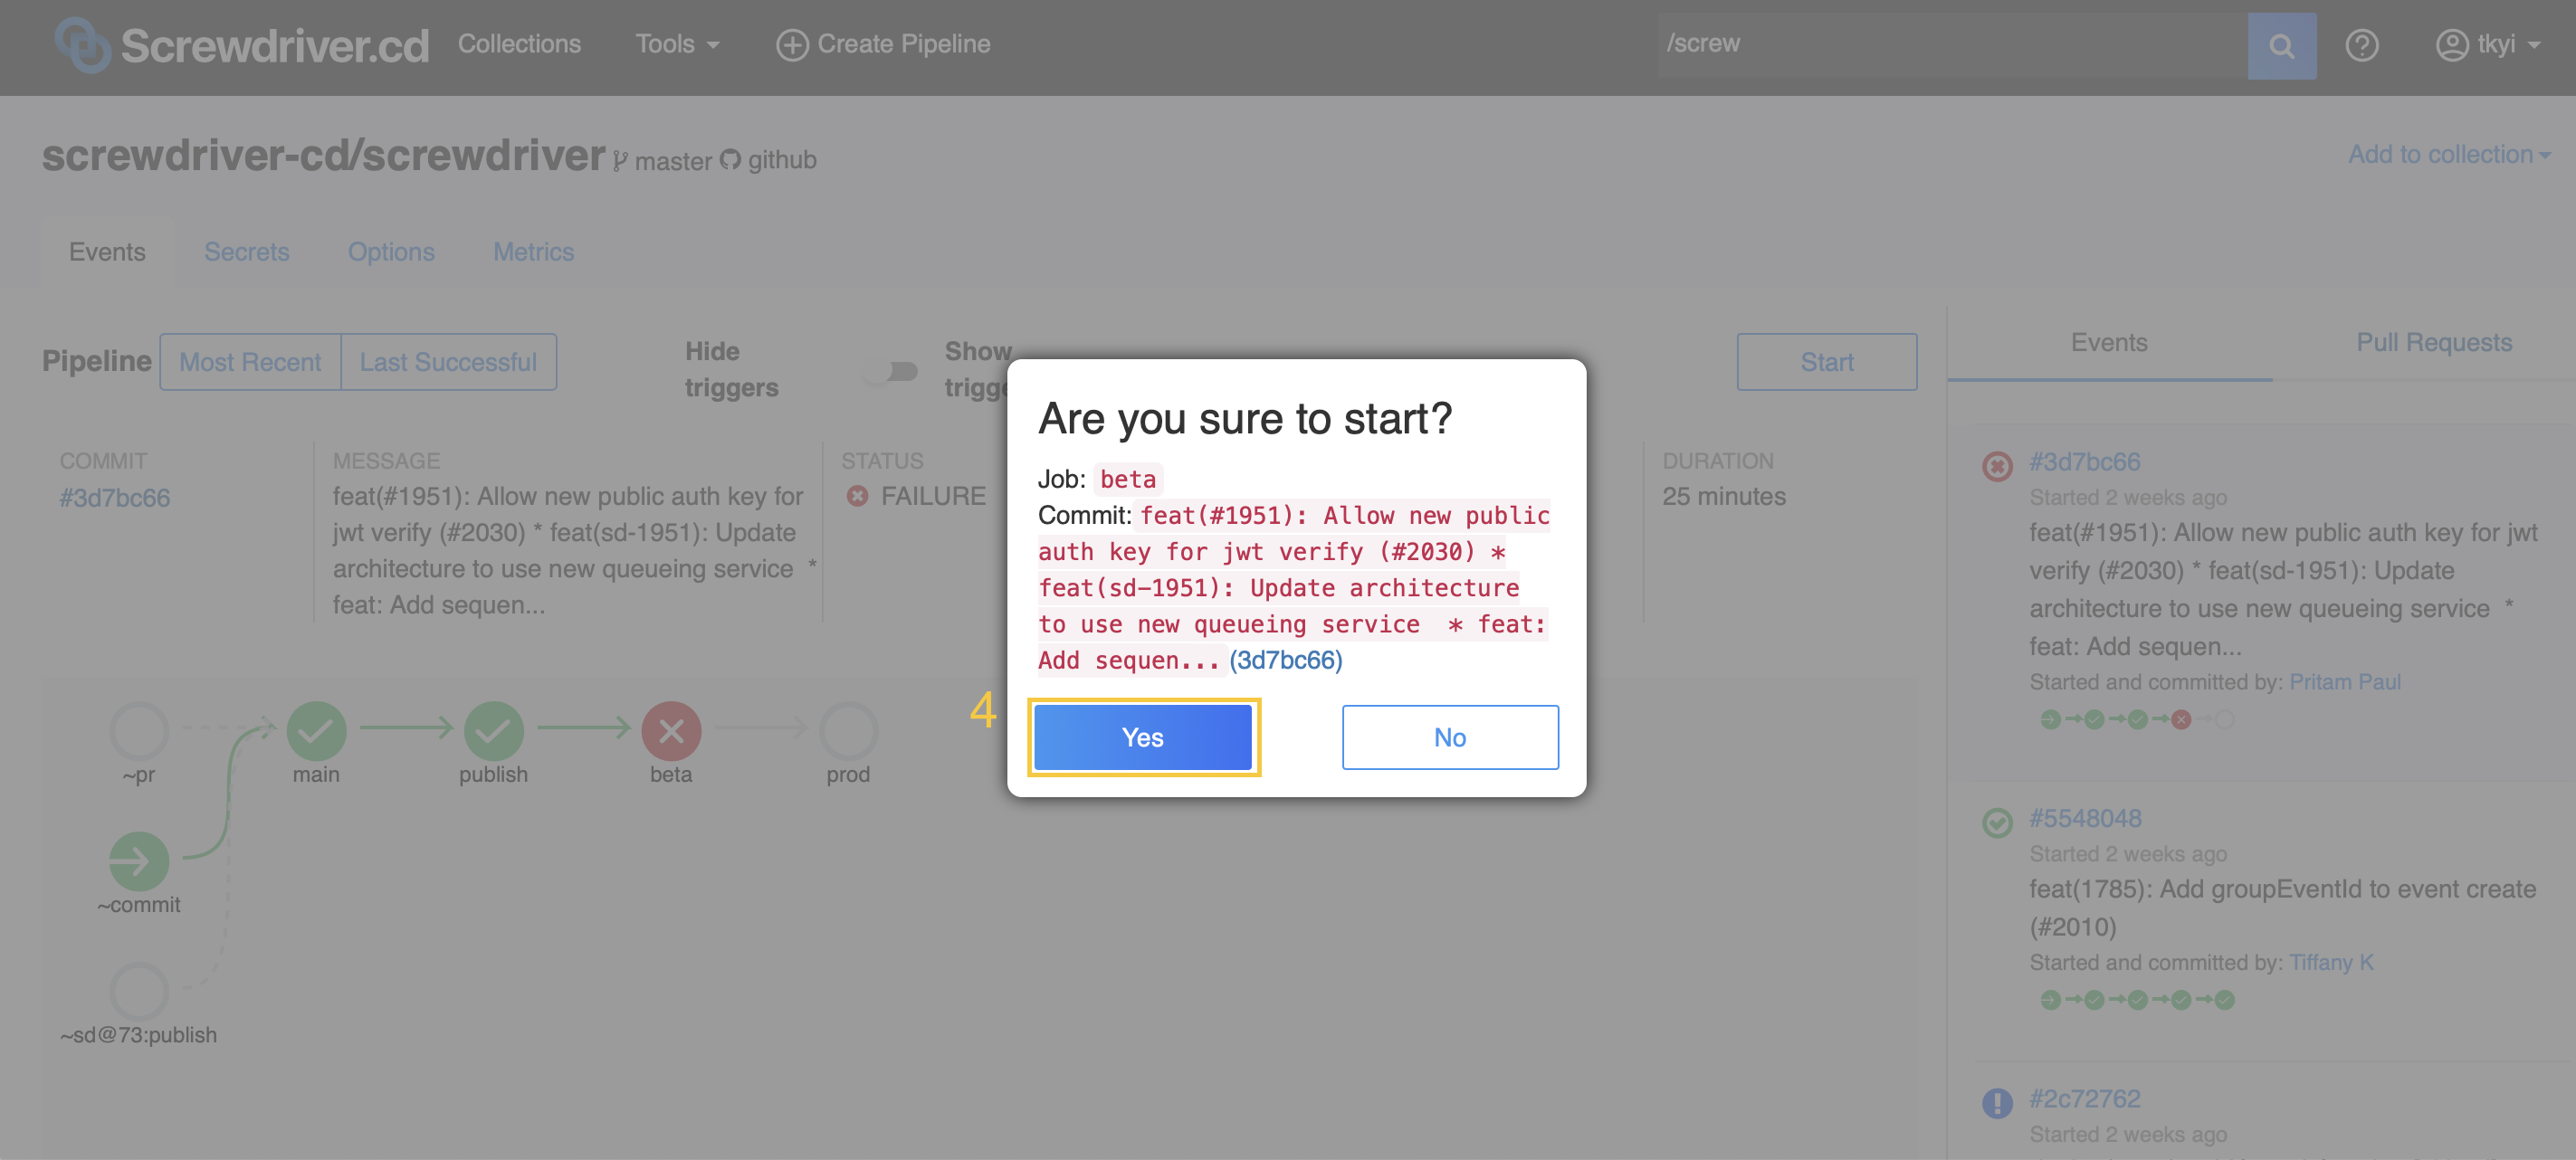 Screwdriver.cd Collections Tools Create Pipeline /screw tkyi
screwdriver-cd/screwdriver master github Add to collection
Events Secrets Options Metrics
Pipeline Most Recent Last Successful Hide triggers Show Start
Events Pull Requests
COMMIT
#3d7bc66
MESSAGE
feat(#1951): Allow new public auth key for
jwt verify (#2030) * feat(sd-1951): Update
architecture to use new queueing service *
feat: Add sequen...
STATUS
FAILURE
DURATION
25 minutes
Are you sure to start?
Job: beta
Commit: feat(#1951): Allow new public
auth key for jwt verify (#2030) *
feat(sd-1951): Update architecture
to use new queueing service * feat:
Add sequen... (3d7bc66)
4
Yes No
~pr main publish beta prod
~commit
~sd@73:publish
#3d7bc66
Started 2 weeks ago
feat(#1951): Allow new public auth key for jwt
verify (#2030) * feat(sd-1951): Update
architecture to use new queueing service *
feat: Add sequen...
Started and committed by: Pritam Paul
#5548048
Started 2 weeks ago
feat(1785): Add groupEventId to event create
(#2010)
Started and committed by: Tiffany K
#2c72762
Started 2 weeks ago